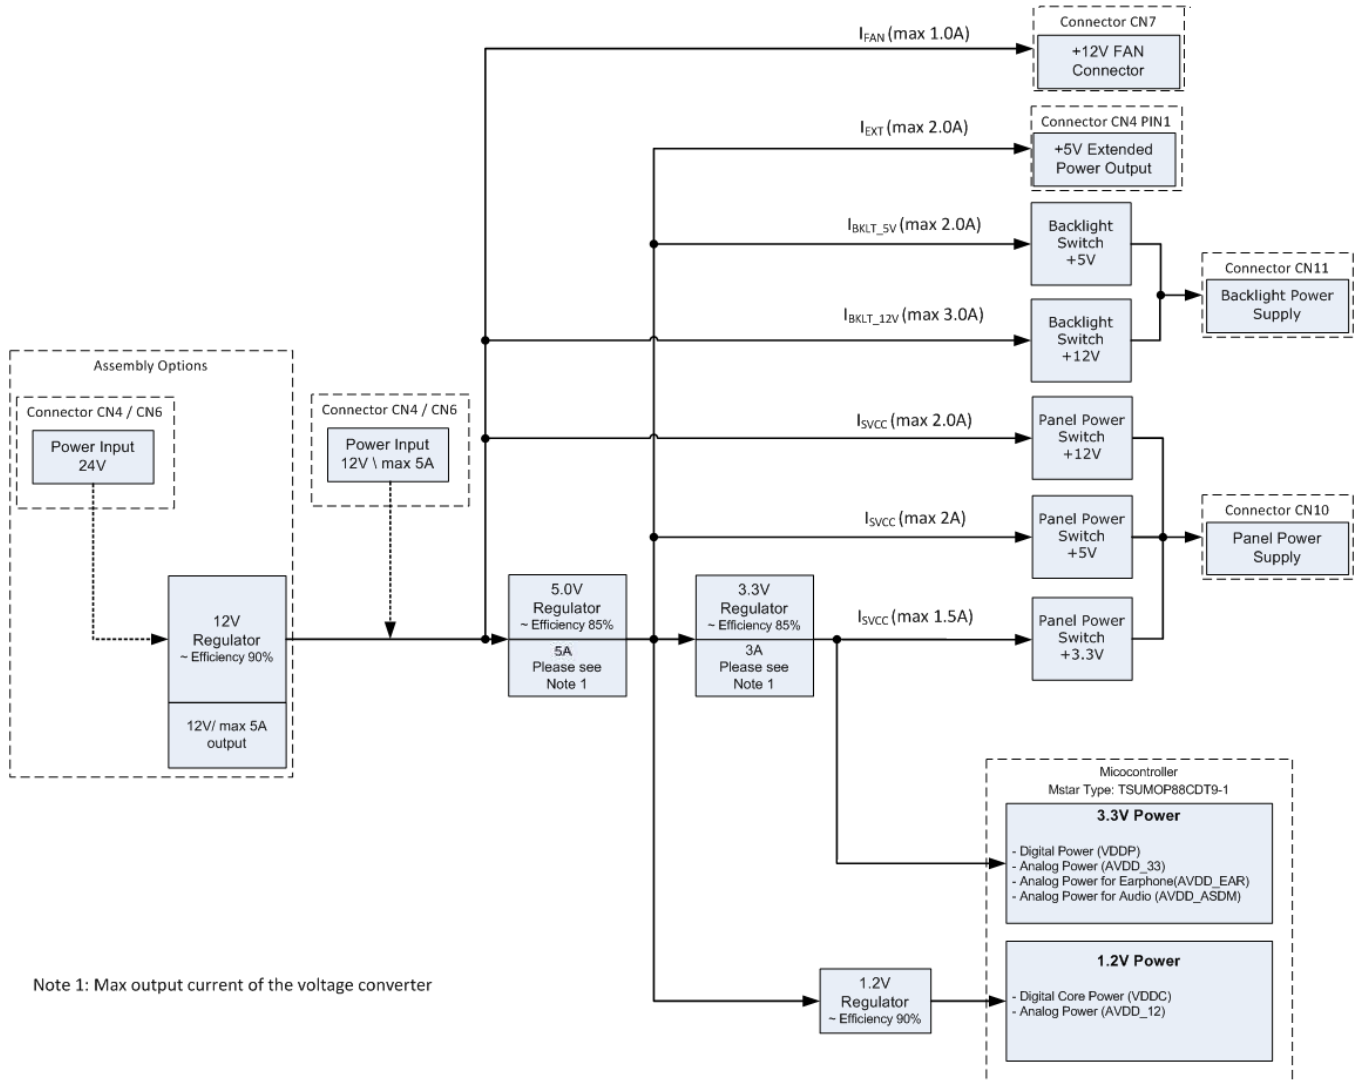 Connector CN7
I_FAN (max 1.0A)
+12V FAN
Connector
Connector CN4 PIN1
I_EXT (max 2.0A)
+5V Extended
Power Output
I_BKLT_5V (max 2.0A)
Backlight
Switch
+5V
Connector CN11
Backlight Power
Supply
I_BKLT_12V (max 3.0A)
Backlight
Switch
+12V
Assembly Options
Connector CN4 / CN6
Power Input
24V
Connector CN4 / CN6
Power Input
12V \ max 5A
I_SVCC (max 2.0A)
Panel Power
Switch
+12V
I_SVCC (max 2A)
Panel Power
Switch
+5V
Connector CN10
Panel Power
Supply
12V
Regulator
~ Efficiency 90%
12V/ max 5A
output
5.0V
Regulator
~ Efficiency 85%
5A
Please see
Note 1
3.3V
Regulator
~ Efficiency 85%
3A
Please see
Note 1
I_SVCC (max 1.5A)
Panel Power
Switch
+3.3V
Micocontroller
Mstar Type: TSUMOP88CDT9-1
3.3V Power
- Digital Power (VDDP)
- Analog Power (AVDD_33)
- Analog Power for Earphone(AVDD_EAR)
- Analog Power for Audio (AVDD_ASDM)
1.2V Power
- Digital Core Power (VDDC)
- Analog Power (AVDD_12)
1.2V
Regulator
~ Efficiency 90%
Note 1: Max output current of the voltage converter